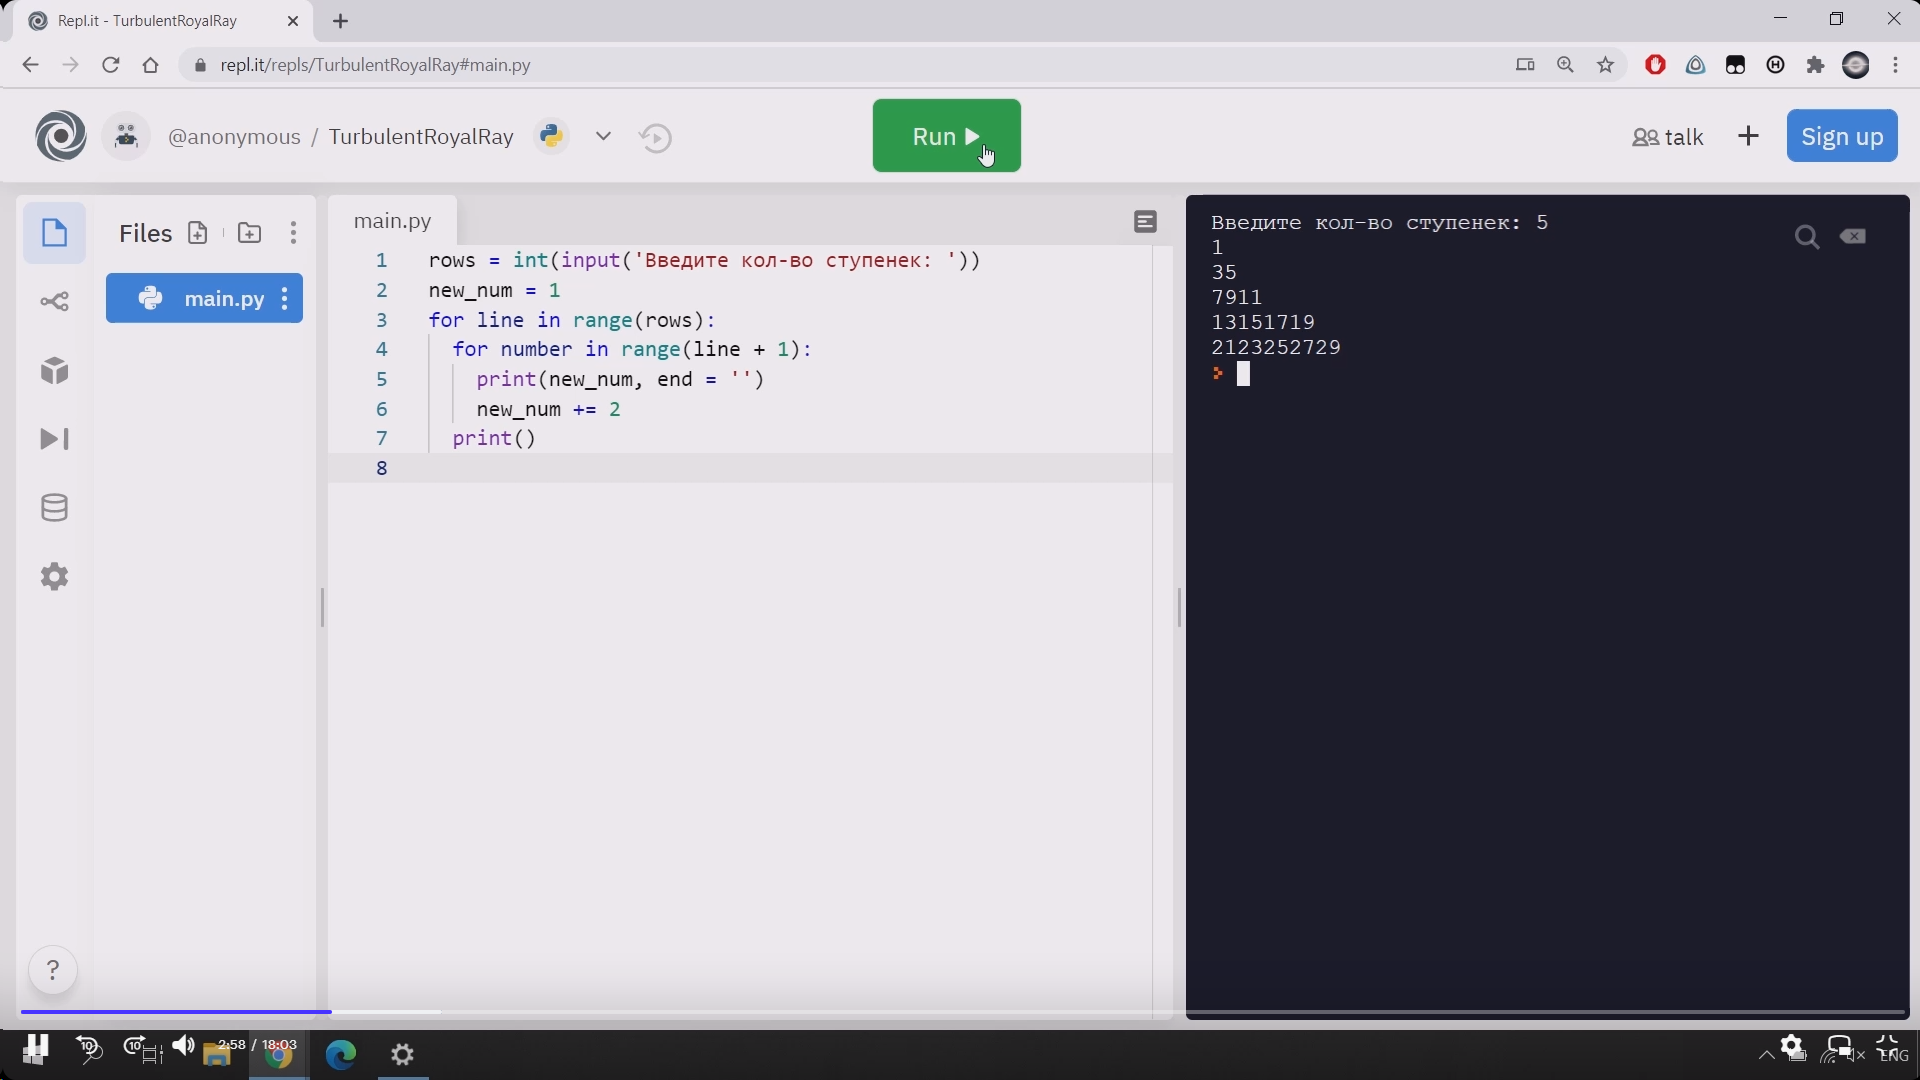 Repl.it - TurbulentRoyalRay
repl.it/repls/TurbulentRoyalRay#main.py
@anonymous / TurbulentRoyalRay
Run
talk
Sign up
Files
main.py
main.py
1 rows = int(input('Введите кол-во ступенек: '))
2 new_num = 1
3 for line in range(rows):
4 for number in range(line + 1):
5 print(new_num, end = '')
6 new_num += 2
7 print()
8
Введите кол-во ступенек: 5
1
35
7911
13151719
2123252729
?
10
10
2:58 / 18:03
ENG